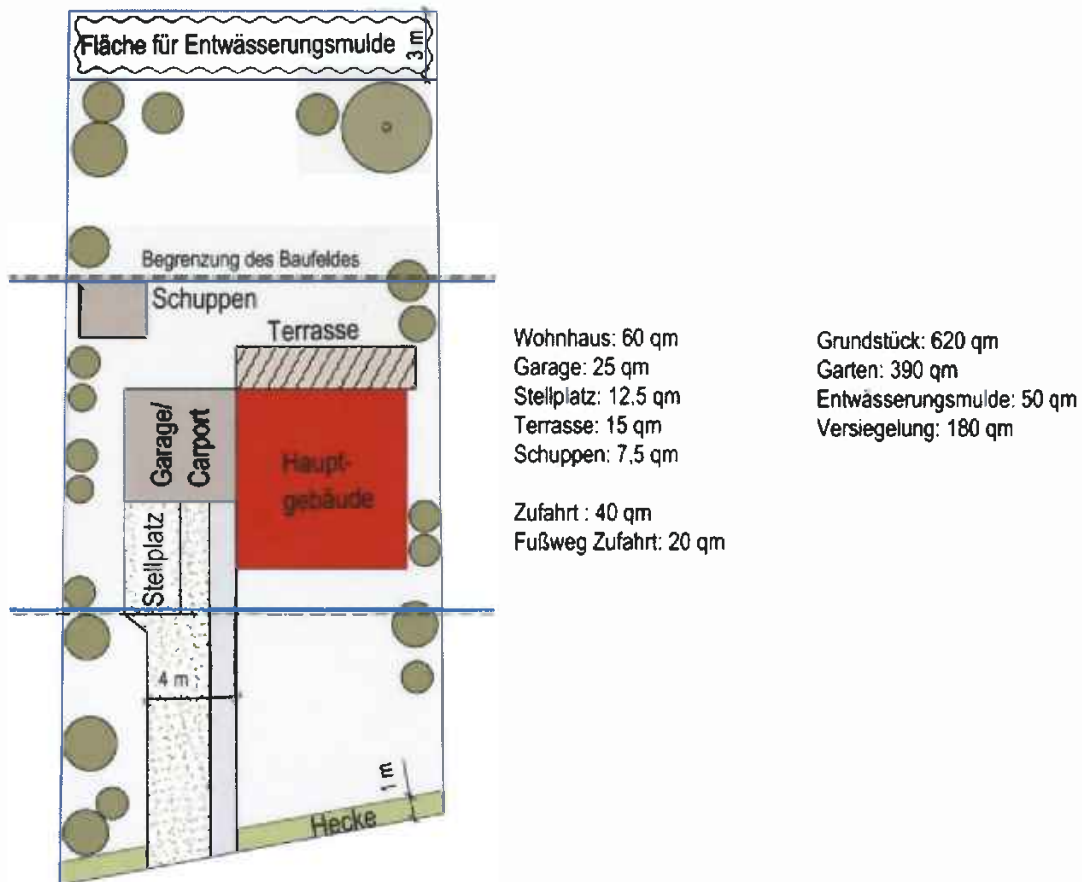 Fläche für Entwässerungsmulde
3 m
Begrenzung des Baufeldes
Schuppen
Terrasse
Garage/
Carport
Haupt-
gebäude
Stellplatz
4 m
1 m
Hecke
Wohnhaus: 60 qm
Garage: 25 qm
Stellplatz: 12,5 qm
Terrasse: 15 qm
Schuppen: 7,5 qm
Zufahrt : 40 qm
Fußweg Zufahrt: 20 qm
Grundstück: 620 qm
Garten: 390 qm
Entwässerungsmulde: 50 qm
Versiegelung: 180 qm